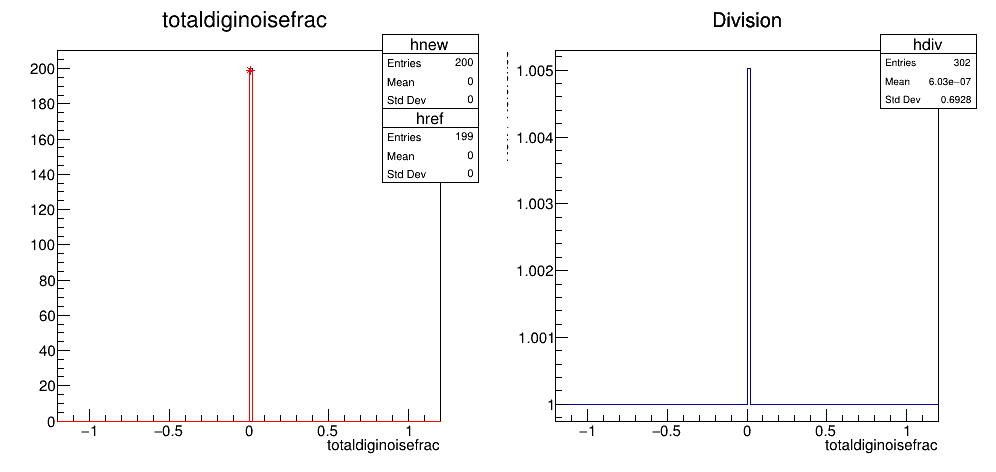 totaldiginoisefrac
hnew
Entries 200
Mean 0
Std Dev 0
href
Entries 199
Mean 0
Std Dev 0
200
180
160
140
120
100
80
60
40
20
0
−1 −0.5 0 0.5 1
totaldiginoisefrac
Division
hdiv
Entries 302
Mean 6.03e−07
Std Dev 0.6928
1.005
1.004
1.003
1.002
1.001
1
−1 −0.5 0 0.5 1
totaldiginoisefrac